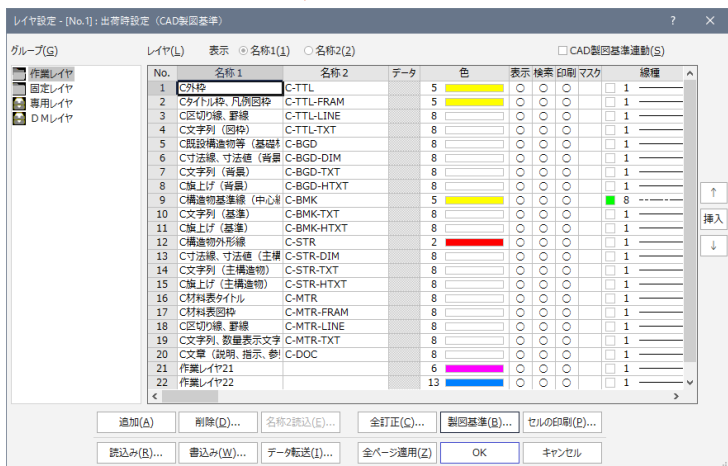 レイヤ設定 - [No.1] : 出荷時設定（CAD製図基準） ? ×
グループ(G) レイヤ(L) 表示 名称1(1) 名称2(2) CAD製図基準連動(S)
作業レイヤ
固定レイヤ
専用レイヤ
ＤＭレイヤ
No. 名称1 名称2 データ 色 表示 検索 印刷 マスク 線種
1 C外枠 C-TTL 5 ○ ○ ○ 1
2 Cタイトル枠、凡例図枠 C-TTL-FRAM 5 ○ ○ ○ 1
3 C区切り線、罫線 C-TTL-LINE 8 ○ ○ ○ 1
4 C文字列（図枠） C-TTL-TXT 8 ○ ○ ○ 1
5 C既設構造物等（基礎 C-BGD 8 ○ ○ ○ 1
6 C寸法線、寸法値（背景 C-BGD-DIM 8 ○ ○ ○ 1
7 C文字列（背景） C-BGD-TXT 8 ○ ○ ○ 1
8 C旗上げ（背景） C-BGD-HTXT 8 ○ ○ ○ 1
9 C構造物基準線（中心線 C-BMK 5 ○ ○ ○ 8
10 C文字列（基準） C-BMK-TXT 8 ○ ○ ○ 1
11 C旗上げ（基準） C-BMK-HTXT 8 ○ ○ ○ 1
12 C構造物外形線 C-STR 2 ○ ○ ○ 1
13 C寸法線、寸法値（主構 C-STR-DIM 8 ○ ○ ○ 1
14 C文字列（主構造物） C-STR-TXT 8 ○ ○ ○ 1
15 C旗上げ（主構造物） C-STR-HTXT 8 ○ ○ ○ 1
16 C材料表タイトル C-MTR 8 ○ ○ ○ 1
17 C材料表図枠 C-MTR-FRAM 8 ○ ○ ○ 1
18 C区切り線、罫線 C-MTR-LINE 8 ○ ○ ○ 1
19 C文字列、数量表示文字 C-MTR-TXT 8 ○ ○ ○ 1
20 C文章（説明、指示、参 C-DOC 8 ○ ○ ○ 1
21 作業レイヤ21 6 ○ ○ ○ 1
22 作業レイヤ22 13 ○ ○ ○ 1
↑
挿入
↓
追加(A) 削除(D)... 名称2読込(E)... 全訂正(C)... 製図基準(B)... セルの印刷(P)...
読込み(R)... 書込み(W)... データ転送(I)... 全ページ適用(Z) OK キャンセル